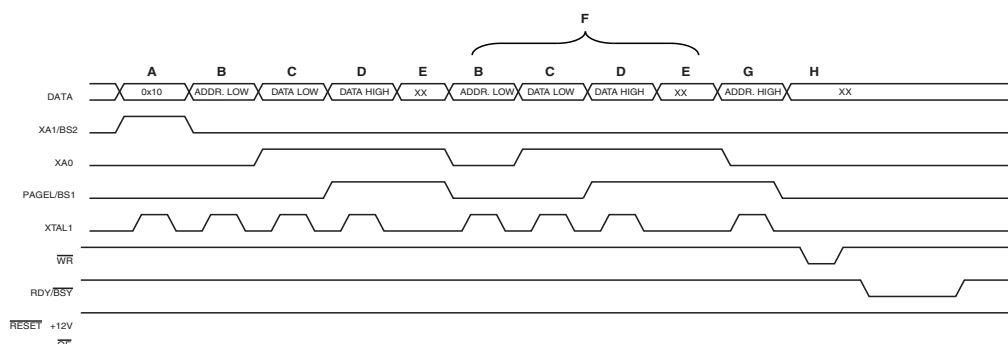 F
A B C D E B C D E G H
DATA 0x10 ADDR. LOW DATA LOW DATA HIGH XX ADDR. LOW DATA LOW DATA HIGH XX ADDR. HIGH XX
XA1/BS2
XA0
PAGEL/BS1
XTAL1
WR
RDY/BSY
RESET +12V